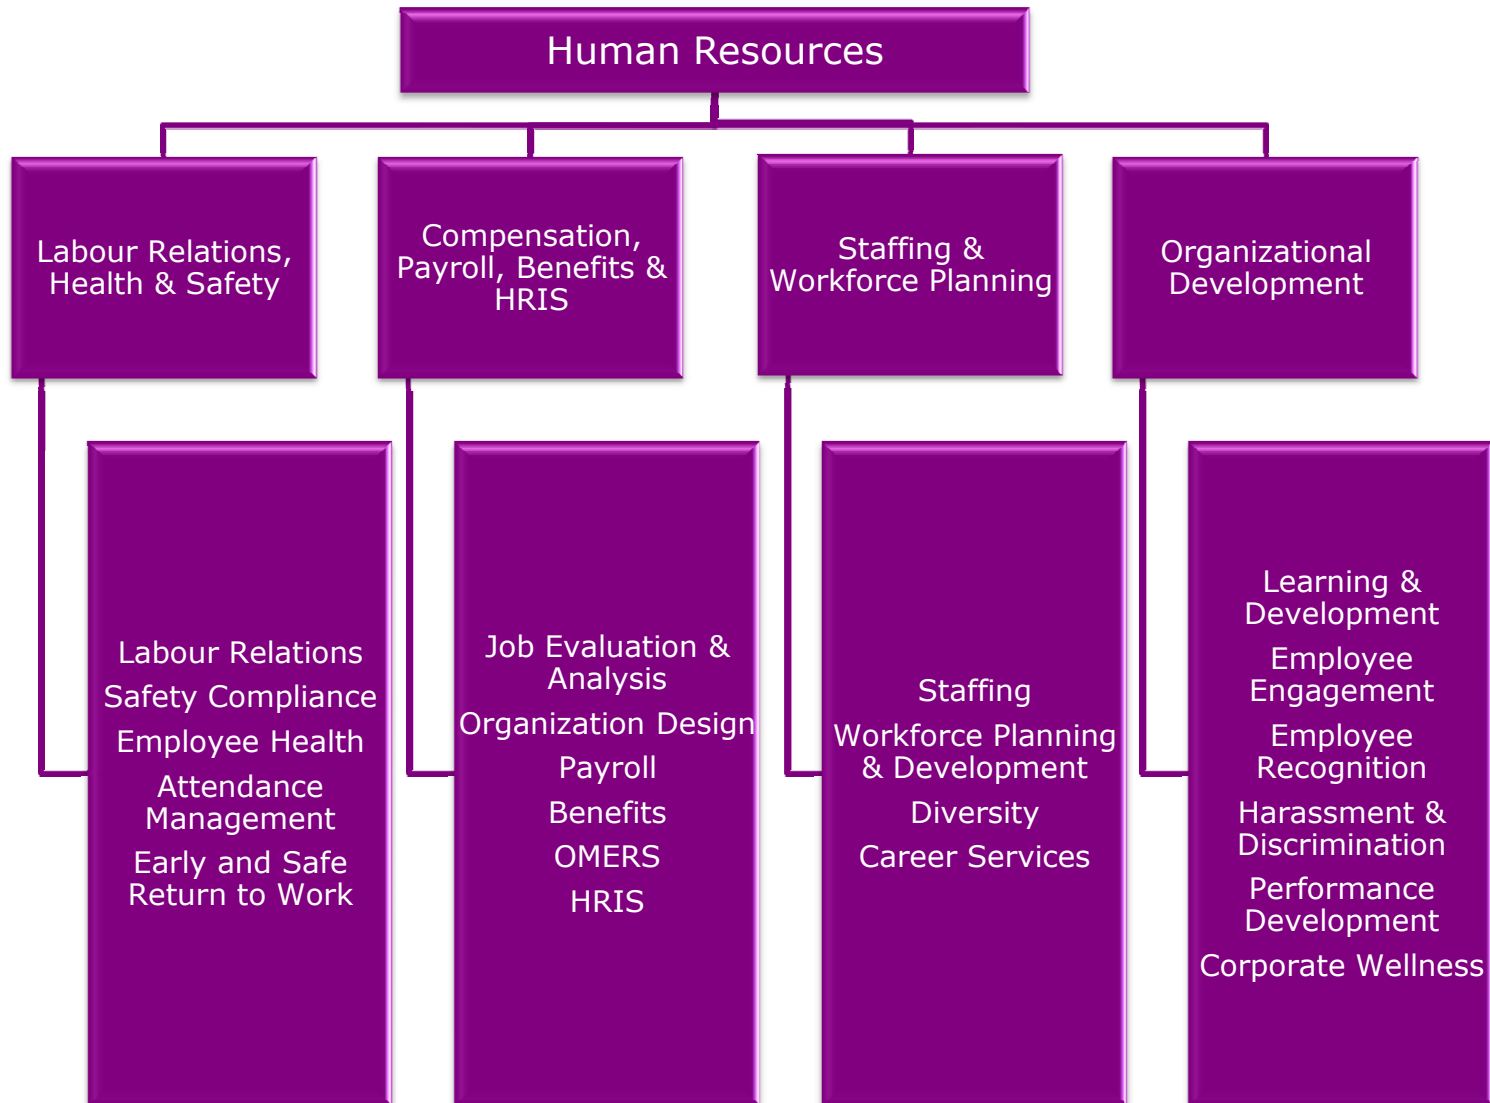 Human Resources
Labour Relations,
Health & Safety
Compensation,
Payroll, Benefits &
HRIS
Staffing &
Workforce Planning
Organizational
Development
Labour Relations
Safety Compliance
Employee Health
Attendance
Management
Early and Safe
Return to Work
Job Evaluation &
Analysis
Organization Design
Payroll
Benefits
OMERS
HRIS
Staffing
Workforce Planning
& Development
Diversity
Career Services
Learning &
Development
Employee
Engagement
Employee
Recognition
Harassment &
Discrimination
Performance
Development
Corporate Wellness